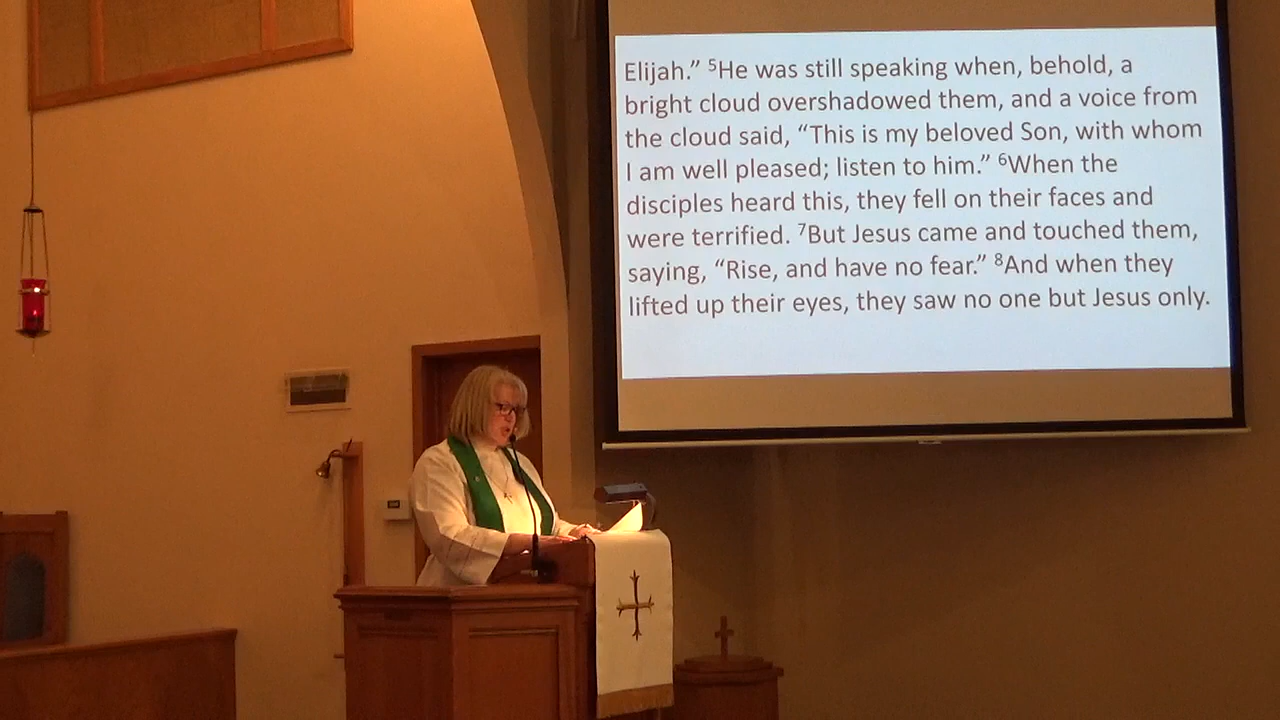 Elijah.” ⁵He was still speaking when, behold, a
bright cloud overshadowed them, and a voice from
the cloud said, “This is my beloved Son, with whom
I am well pleased; listen to him.” ⁶When the
disciples heard this, they fell on their faces and
were terrified. ⁷But Jesus came and touched them,
saying, “Rise, and have no fear.” ⁸And when they
lifted up their eyes, they saw no one but Jesus only.